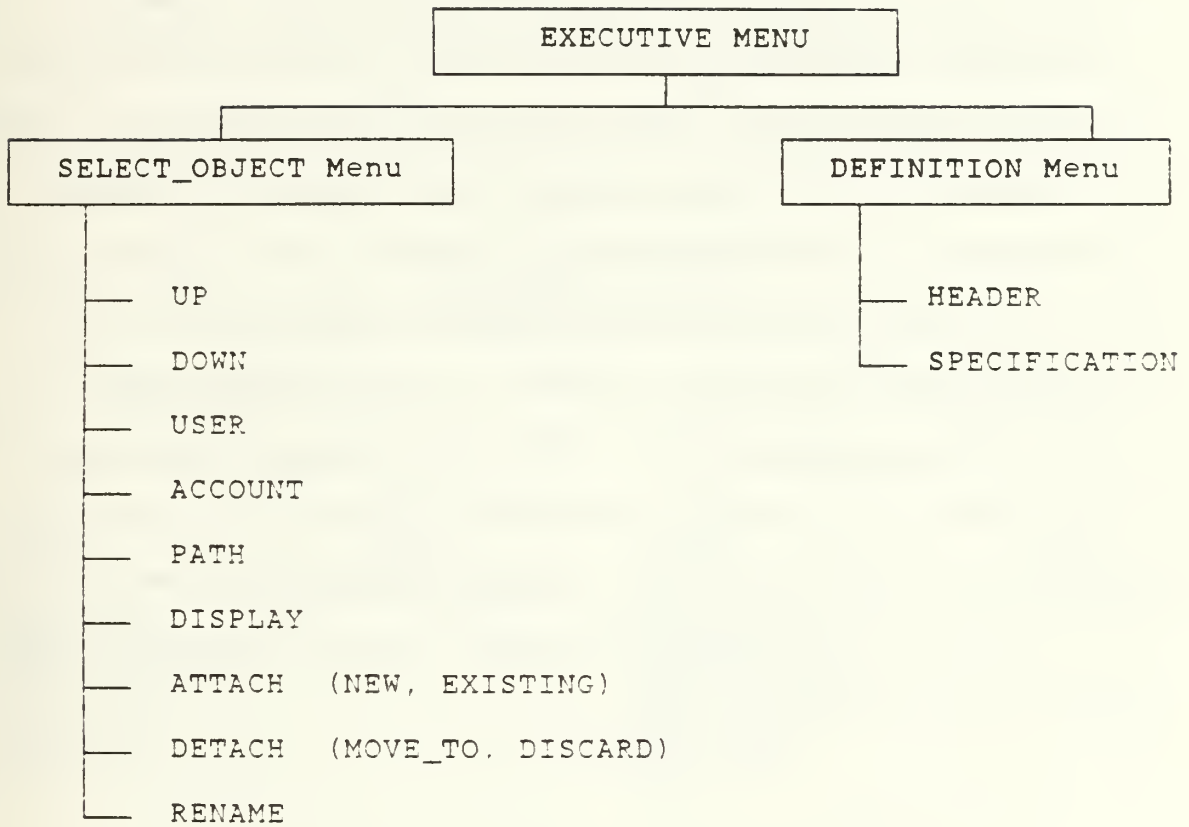 EXECUTIVE MENU
SELECT_OBJECT Menu
DEFINITION Menu
UP
DOWN
USER
ACCOUNT
PATH
DISPLAY
ATTACH (NEW, EXISTING)
DETACH (MOVE_TO, DISCARD)
RENAME
HEADER
SPECIFICATION